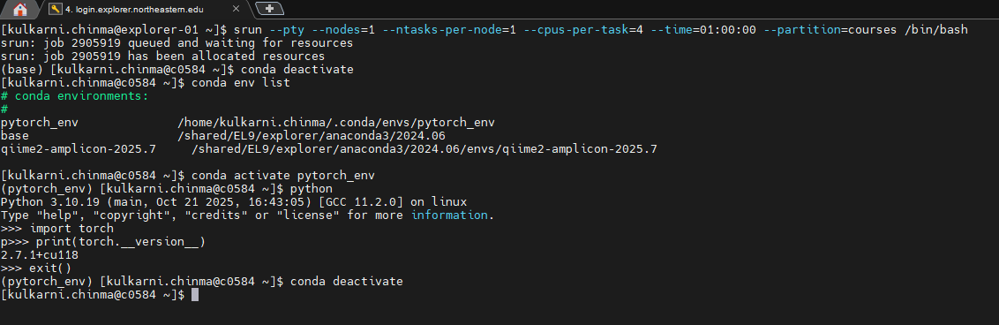 4. login.explorer.northeastern.edu
[kulkarni.chinma@explorer-01 ~]$ srun --pty --nodes=1 --ntasks-per-node=1 --cpus-per-task=4 --time=01:00:00 --partition=courses /bin/bash
srun: job 2905919 queued and waiting for resources
srun: job 2905919 has been allocated resources
(base) [kulkarni.chinma@c0584 ~]$ conda deactivate
[kulkarni.chinma@c0584 ~]$ conda env list
# conda environments:
#
pytorch_env              /home/kulkarni.chinma/.conda/envs/pytorch_env
base                     /shared/EL9/explorer/anaconda3/2024.06
qiime2-amplicon-2025.7     /shared/EL9/explorer/anaconda3/2024.06/envs/qiime2-amplicon-2025.7
[kulkarni.chinma@c0584 ~]$ conda activate pytorch_env
(pytorch_env) [kulkarni.chinma@c0584 ~]$ python
Python 3.10.19 (main, Oct 21 2025, 16:43:05) [GCC 11.2.0] on linux
Type "help", "copyright", "credits" or "license" for more information.
>>> import torch
p>>> print(torch.__version__)
2.7.1+cu118
>>> exit()
(pytorch_env) [kulkarni.chinma@c0584 ~]$ conda deactivate
[kulkarni.chinma@c0584 ~]$